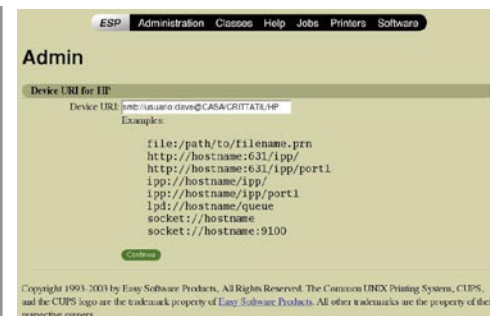 ESP Administration Classes Help Jobs Printers Software
Admin
Device URI for HP
Device URI: smb://usuario:clave@CASA/CRITTATIL/HP
Examples:
file:/path/to/filename.prn
http://hostname:631/ipp/
http://hostname:631/ipp/port1
ipp://hostname/ipp/
ipp://hostname/ipp/port1
lpd://hostname/queue
socket://hostname
socket://hostname:9100
Continue
Copyright 1993-2003 by Easy Software Products, All Rights Reserved. The Common UNIX Printing System, CUPS,
and the CUPS logo are the trademark property of Easy Software Products. All other trademarks are the property of their
respective owners.